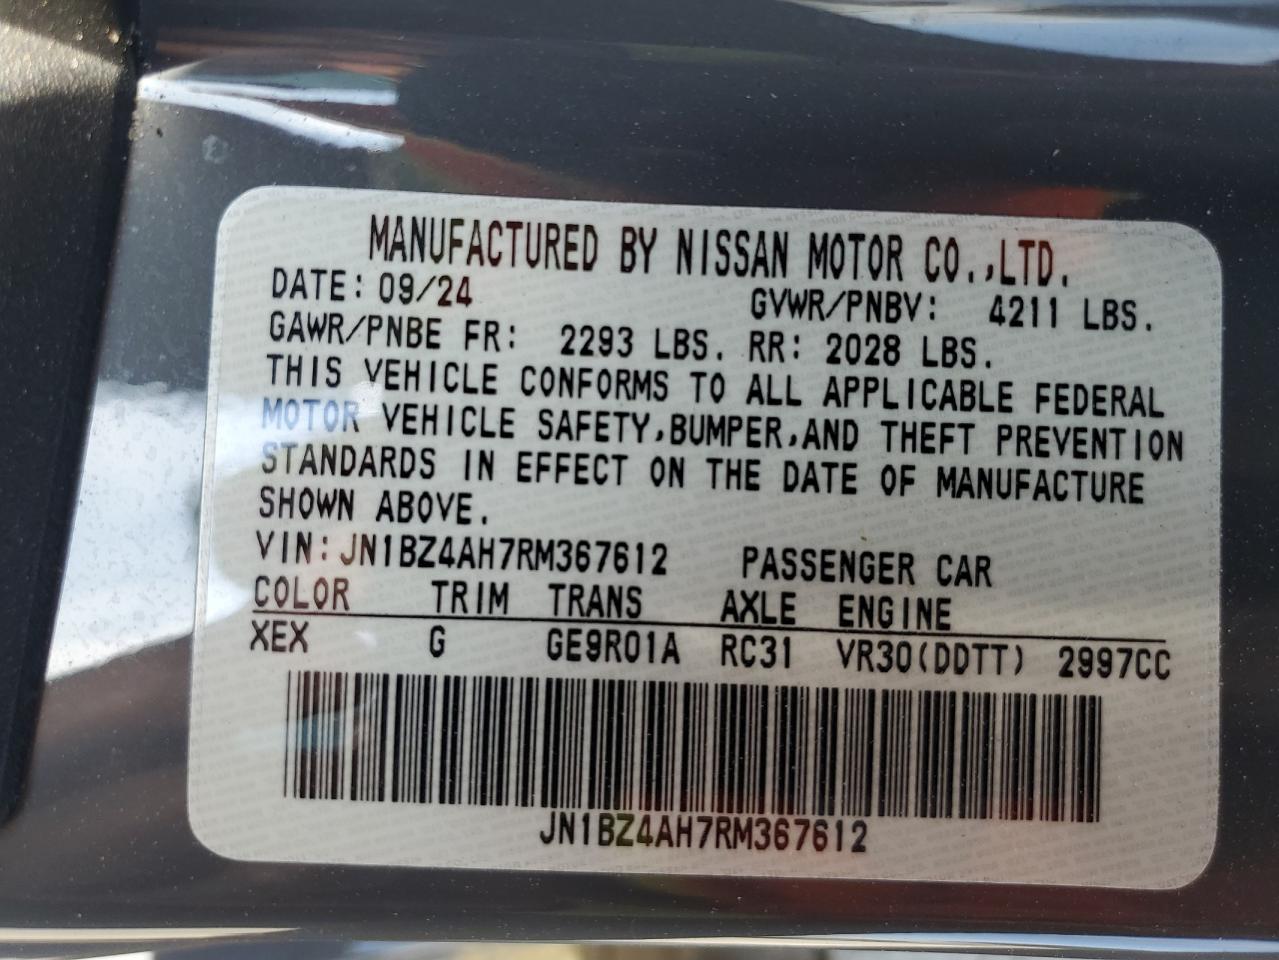 MANUFACTURED BY NISSAN MOTOR CO.,LTD.
DATE: 09/24 GVWR/PNBV: 4211 LBS.
GAWR/PNBE FR: 2293 LBS. RR: 2028 LBS.
THIS VEHICLE CONFORMS TO ALL APPLICABLE FEDERAL
MOTOR VEHICLE SAFETY,BUMPER,AND THEFT PREVENTION
STANDARDS IN EFFECT ON THE DATE OF MANUFACTURE
SHOWN ABOVE.
VIN: JN1BZ4AH7RM367612 PASSENGER CAR
COLOR TRIM TRANS AXLE ENGINE
XEX G GE9R01A RC31 VR30(DDTT) 2997CC
JN1BZ4AH7RM367612